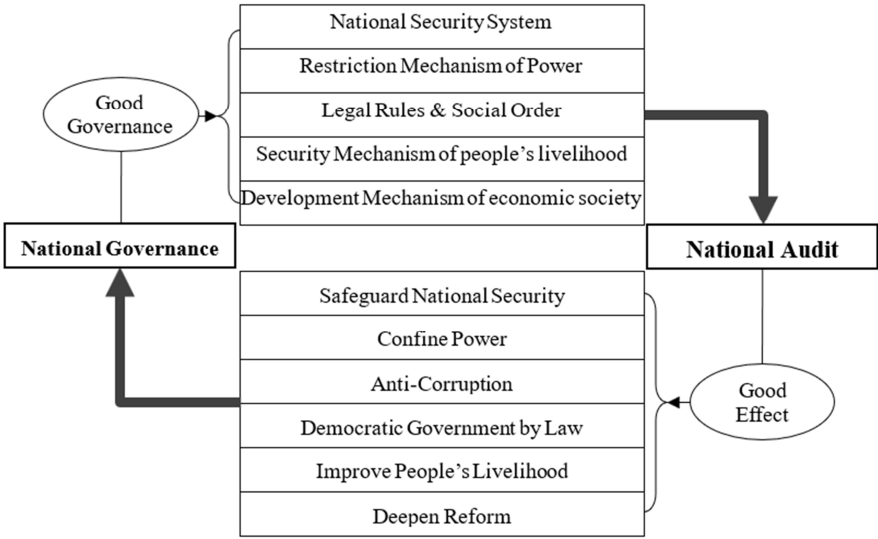 National Security System
Restriction Mechanism of Power
Good
Governance
Legal Rules & Social Order
Security Mechanism of people's livelihood
Development Mechanism of economic society
National Governance
National Audit
Safeguard National Security
Confine Power
Anti-Corruption
Good
Effect
Democratic Government by Law
Improve People's Livelihood
Deepen Reform